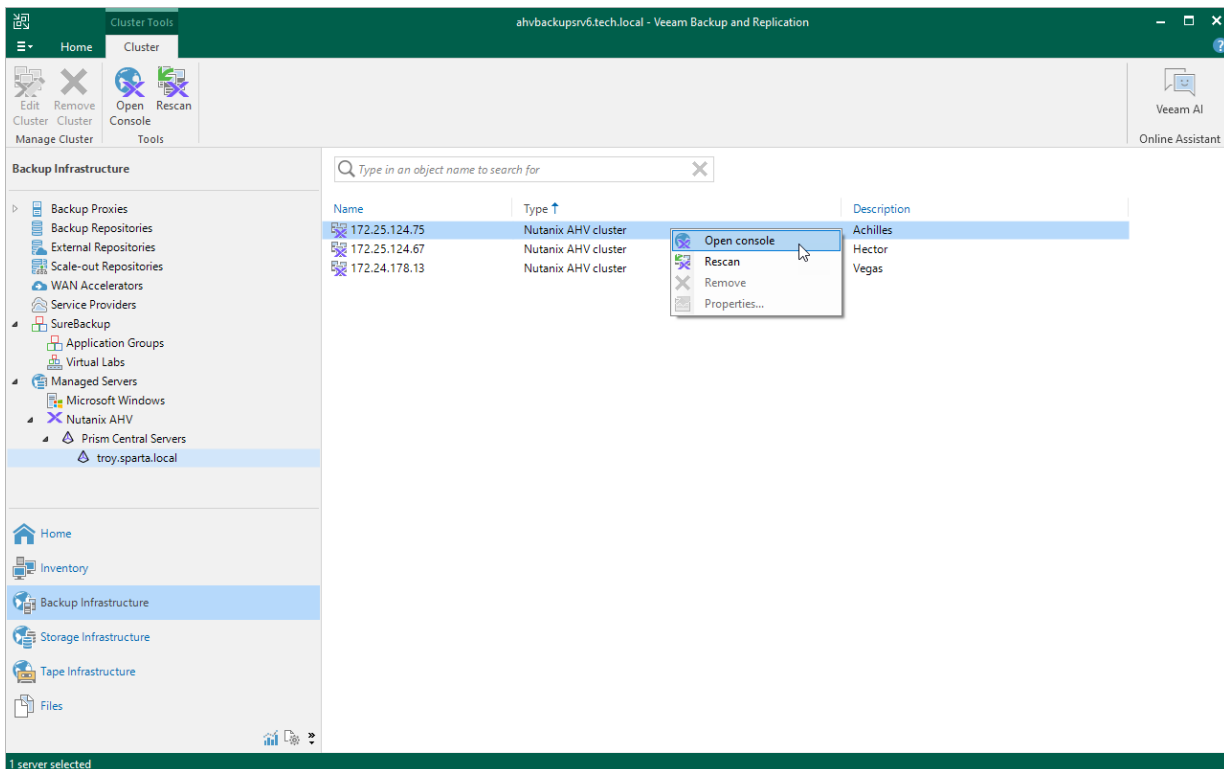 Cluster Tools
ahvbackupsrv6.tech.local - Veeam Backup and Replication
Home
Cluster
Edit Cluster
Remove Cluster
Open Console
Rescan
Manage Cluster
Tools
Veeam AI
Online Assistant
Backup Infrastructure
Type in an object name to search for
Backup Proxies
Backup Repositories
External Repositories
Scale-out Repositories
WAN Accelerators
Service Providers
SureBackup
Application Groups
Virtual Labs
Managed Servers
Microsoft Windows
Nutanix AHV
Prism Central Servers
troy.sparta.local
Name Type Description
172.25.124.75 Nutanix AHV cluster Achilles
172.25.124.67 Nutanix AHV cluster Hector
172.24.178.13 Nutanix AHV cluster Vegas
Open console
Rescan
Remove
Properties...
Home
Inventory
Backup Infrastructure
Storage Infrastructure
Tape Infrastructure
Files
1 server selected